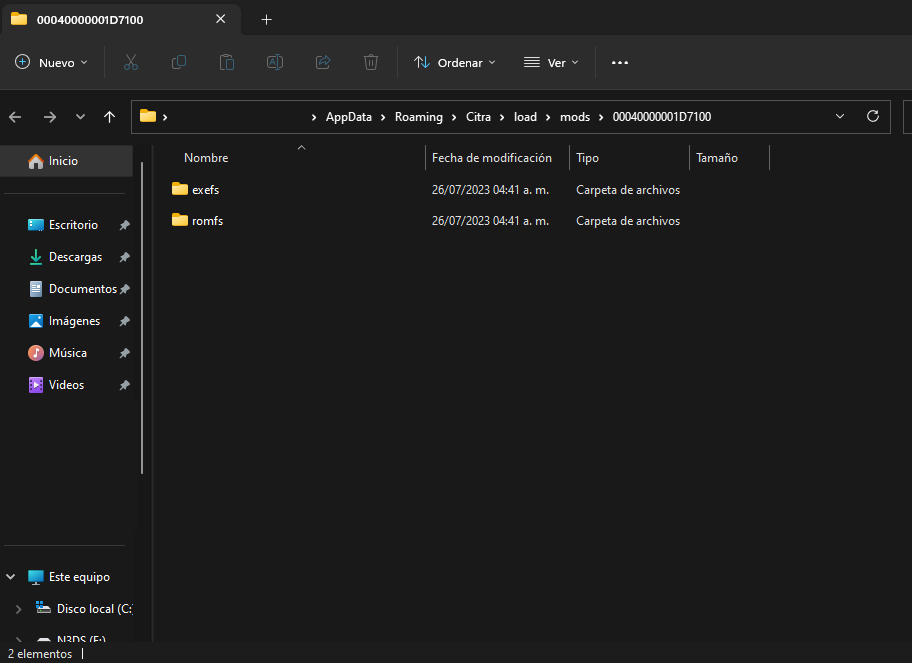 00040000001D7100
Nuevo
Ordenar
Ver
AppData > Roaming > Citra > load > mods > 00040000001D7100
Inicio
Nombre
Fecha de modificación
Tipo
Tamaño
exefs
26/07/2023 04:41 a. m.
Carpeta de archivos
romfs
26/07/2023 04:41 a. m.
Carpeta de archivos
Escritorio
Descargas
Documentos
Imágenes
Música
Videos
Este equipo
Disco local (C:)
N3DS (E:)
2 elementos